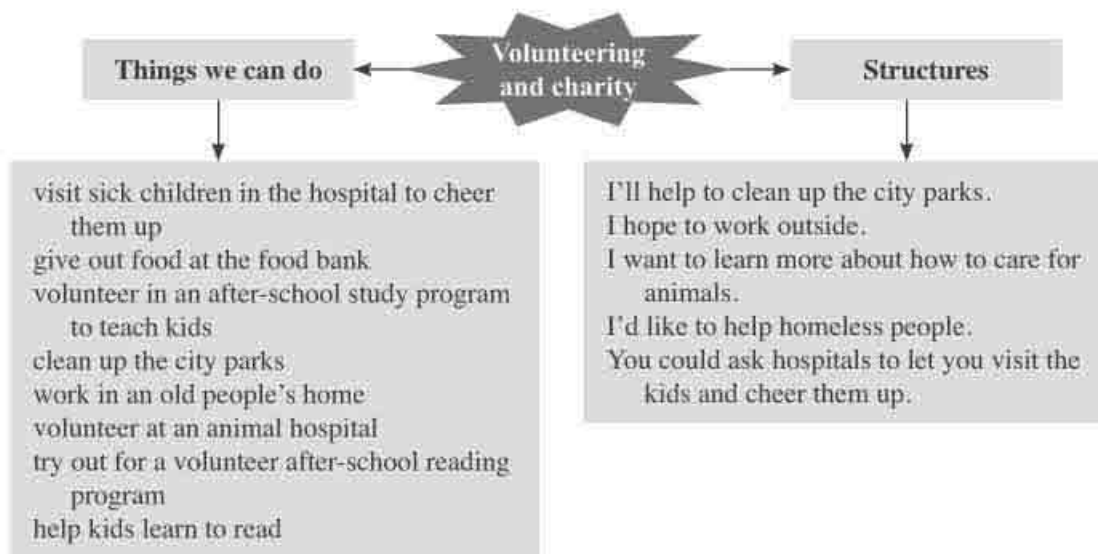 Volunteering
and charity
Things we can do
Structures
visit sick children in the hospital to cheer
them up
give out food at the food bank
volunteer in an after-school study program
to teach kids
clean up the city parks
work in an old people's home
volunteer at an animal hospital
try out for a volunteer after-school reading
program
help kids learn to read
I'll help to clean up the city parks.
I hope to work outside.
I want to learn more about how to care for
animals.
I'd like to help homeless people.
You could ask hospitals to let you visit the
kids and cheer them up.